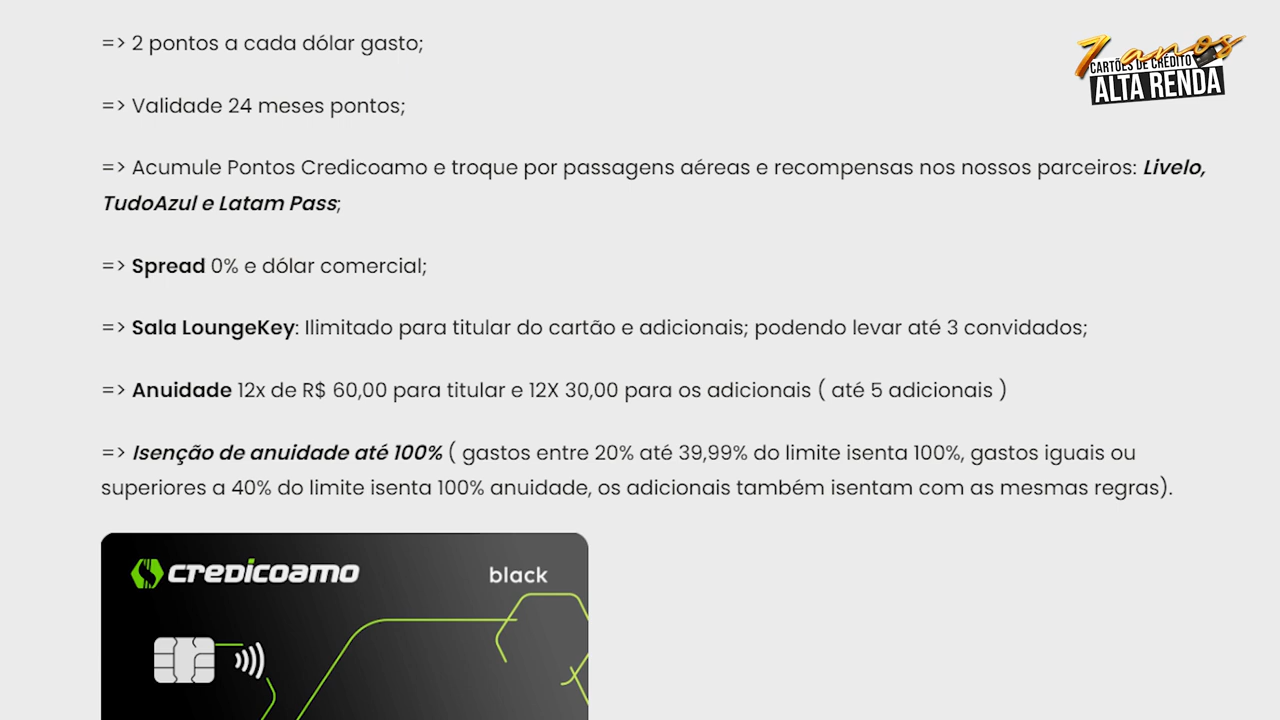 => 2 pontos a cada dólar gasto;
7 anos
CARTÕES DE CRÉDITO
ALTA RENDA
=> Validade 24 meses pontos;
=> Acumule Pontos Credicoamo e troque por passagens aéreas e recompensas nos nossos parceiros: Livelo,
TudoAzul e Latam Pass;
=> Spread 0% e dólar comercial;
=> Sala LoungeKey: Ilimitado para titular do cartão e adicionais; podendo levar até 3 convidados;
=> Anuidade 12x de R$ 60,00 para titular e 12X 30,00 para os adicionais ( até 5 adicionais )
=> Isenção de anuidade até 100% ( gastos entre 20% até 39,99% do limite isenta 100%, gastos iguais ou
superiores a 40% do limite isenta 100% anuidade, os adicionais também isentam com as mesmas regras).
CREDICOAMO
black